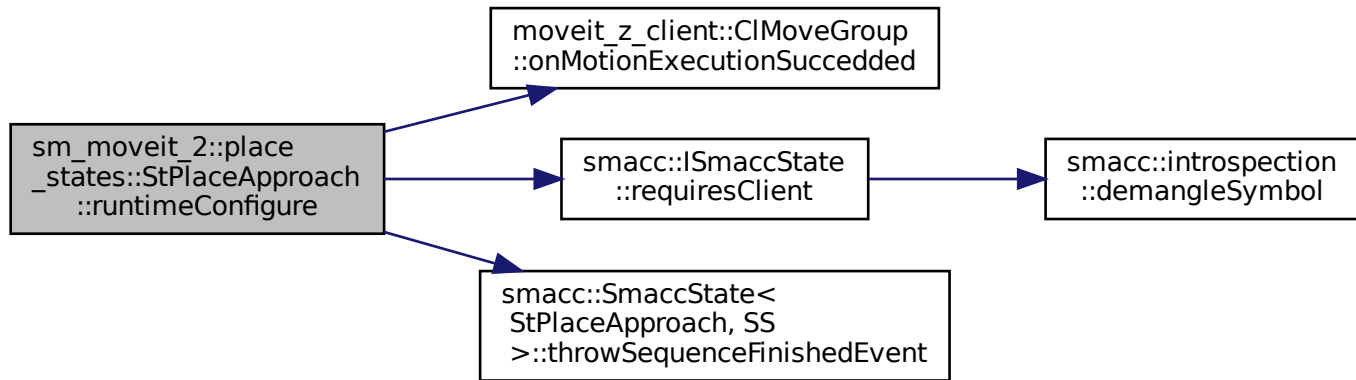 moveit_z_client::ClMoveGroup
::onMotionExecutionSuccedded
sm_moveit_2::place
_states::StPlaceApproach
::runtimeConfigure
smacc::ISmaccState
::requiresClient
smacc::introspection
::demangleSymbol
smacc::SmaccState<
StPlaceApproach, SS
>::throwSequenceFinishedEvent